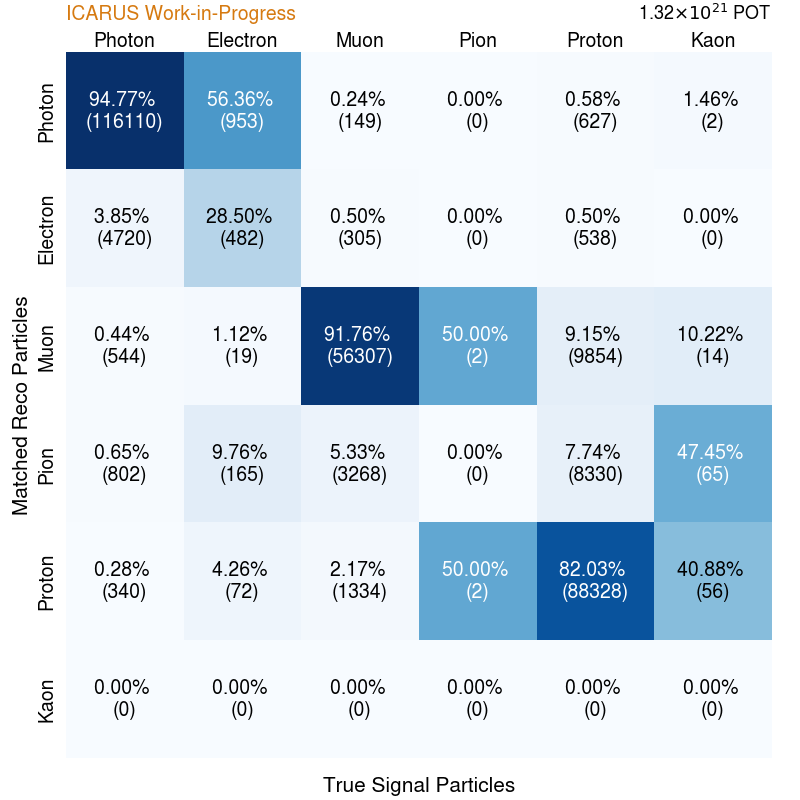 ICARUS Work-in-Progress 1.32×10²¹ POT
Photon Electron Muon Pion Proton Kaon
Photon
94.77% 56.36% 0.24% 0.00% 0.58% 1.46%
(116110) (953) (149) (0) (627) (2)
Electron
3.85% 28.50% 0.50% 0.00% 0.50% 0.00%
(4720) (482) (305) (0) (538) (0)
Muon
0.44% 1.12% 91.76% 50.00% 9.15% 10.22%
(544) (19) (56307) (2) (9854) (14)
Pion
0.65% 9.76% 5.33% 0.00% 7.74% 47.45%
(802) (165) (3268) (0) (8330) (65)
Proton
0.28% 4.26% 2.17% 50.00% 82.03% 40.88%
(340) (72) (1334) (2) (88328) (56)
Kaon
0.00% 0.00% 0.00% 0.00% 0.00% 0.00%
(0) (0) (0) (0) (0) (0)
Matched Reco Particles
True Signal Particles